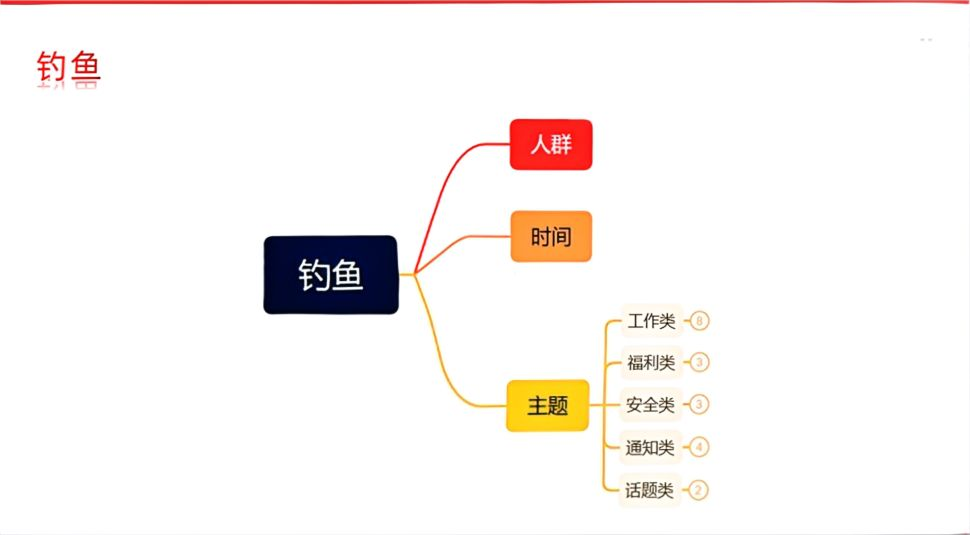 钓鱼
人群
时间
钓鱼
主题
工作类 8
福利类 3
安全类 3
通知类 4
话题类 2